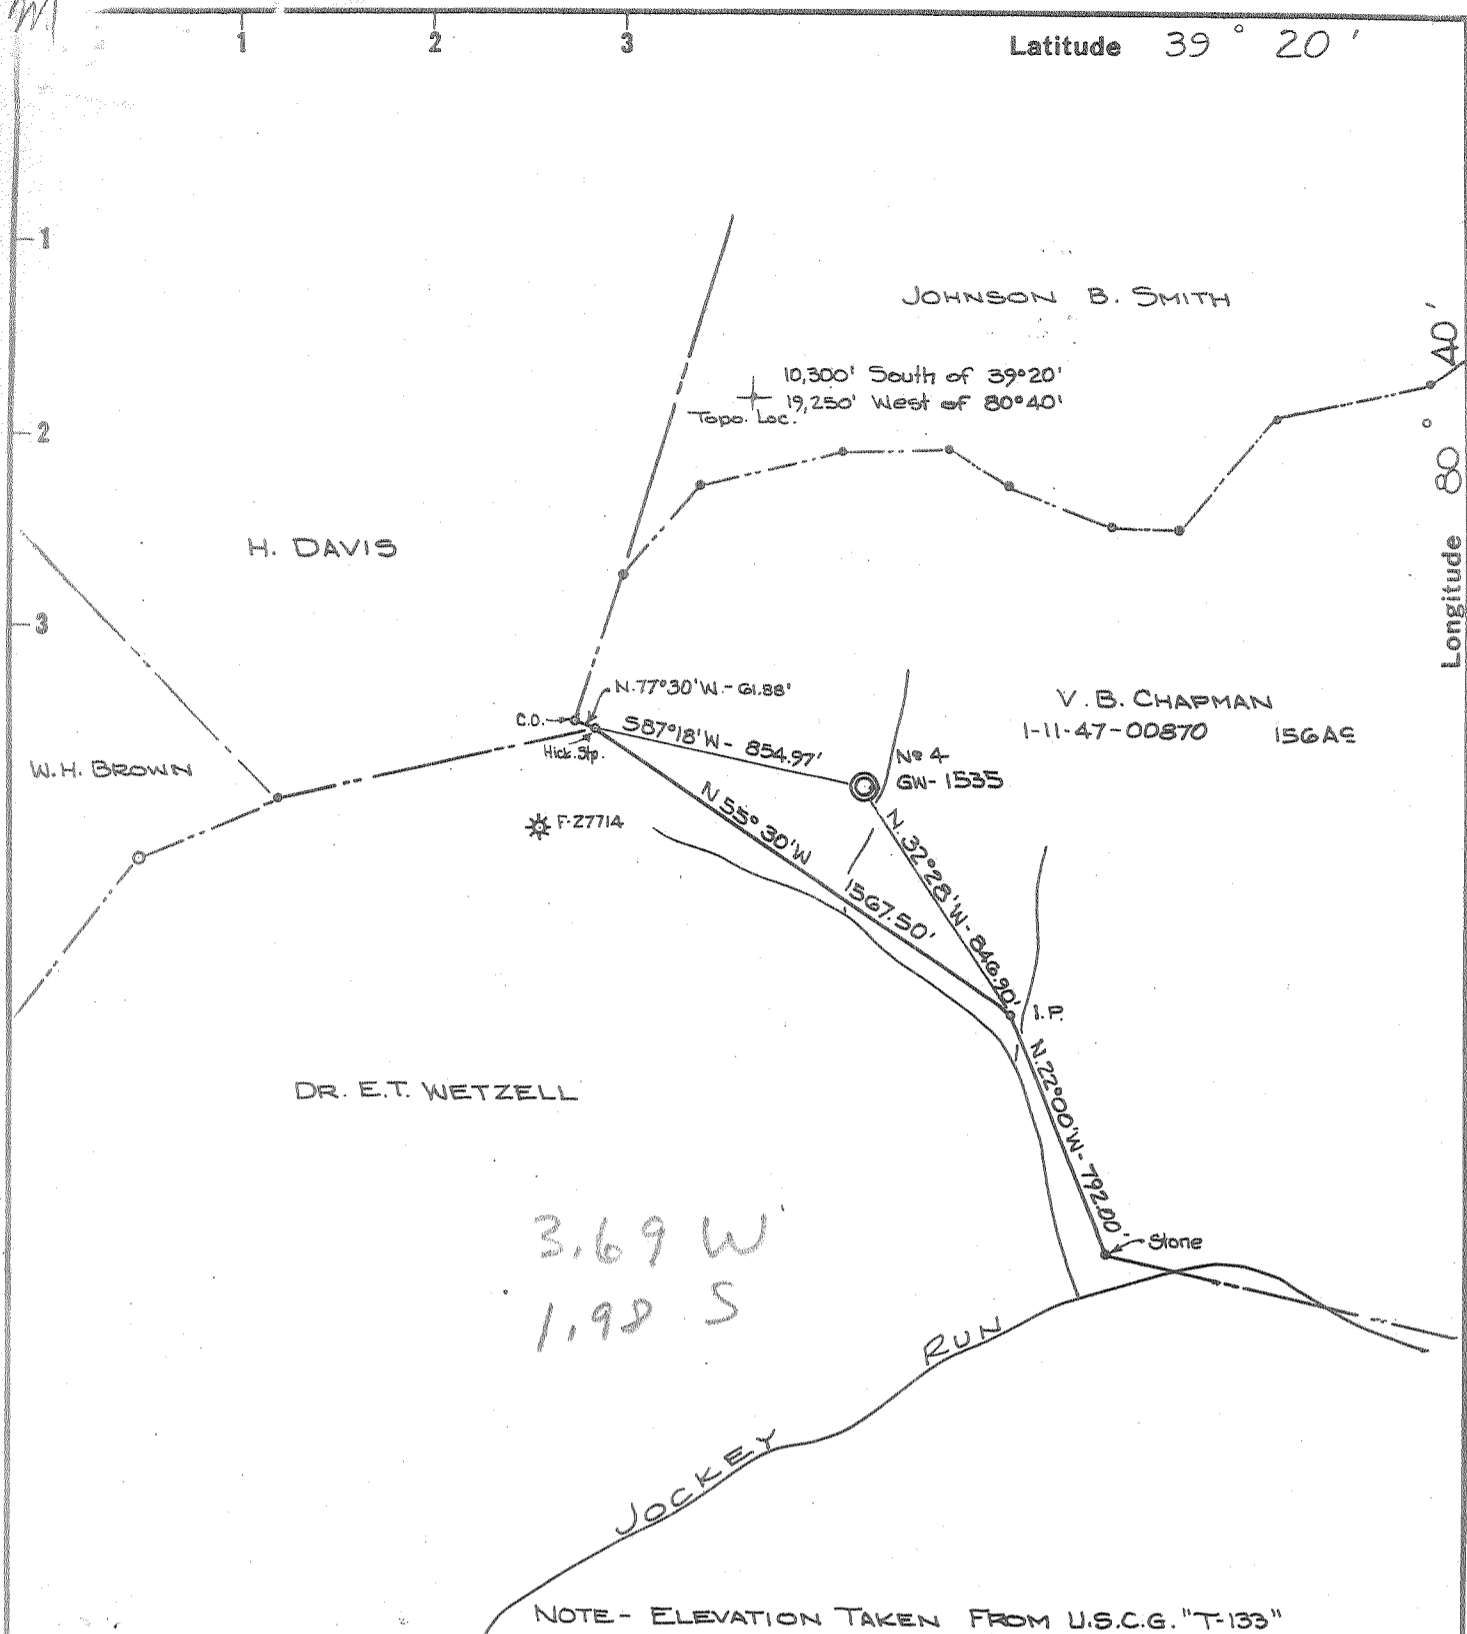 1 2 3
Latitude 39° 20'
1
2
3
JOHNSON B. SMITH
10,300' South of 39°20'
19,250' West of 80°40'
Topo. Loc.
Longitude 80° 40'
H. DAVIS
N.77°30'W.-61.88'
C.O.
Hick. Stp.
S87°18'W- 854.97'
V. B. CHAPMAN
1-11-47-00870 156AC
Nº 4
GW-1535
W.H. BROWN
F-27714
N 55°30'W
1567.50'
N.32°28'W-846.90'
I.P.
N.22°00'W-792.00'
DR. E.T. WETZELL
3.69 W
1.98 S
Stone
JOCKEY RUN
NOTE- ELEVATION TAKEN FROM U.S.C.G. "T-133"